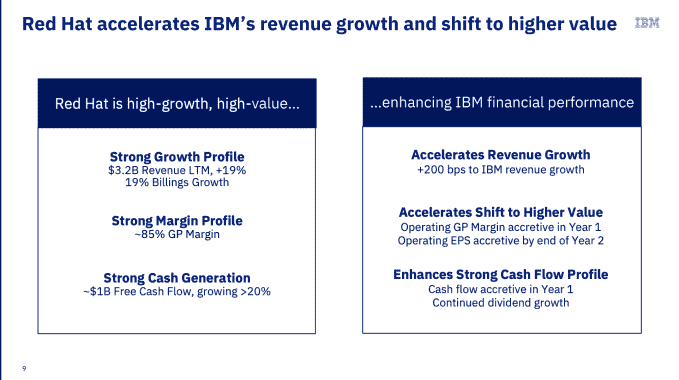 Red Hat accelerates IBM's revenue growth and shift to higher value
IBM
Red Hat is high-growth, high-value...
Strong Growth Profile
$3.2B Revenue LTM, +19%
19% Billings Growth
Strong Margin Profile
~85% GP Margin
Strong Cash Generation
~$1B Free Cash Flow, growing >20%
...enhancing IBM financial performance
Accelerates Revenue Growth
+200 bps to IBM revenue growth
Accelerates Shift to Higher Value
Operating GP Margin accretive in Year 1
Operating EPS accretive by end of Year 2
Enhances Strong Cash Flow Profile
Cash flow accretive in Year 1
Continued dividend growth
9